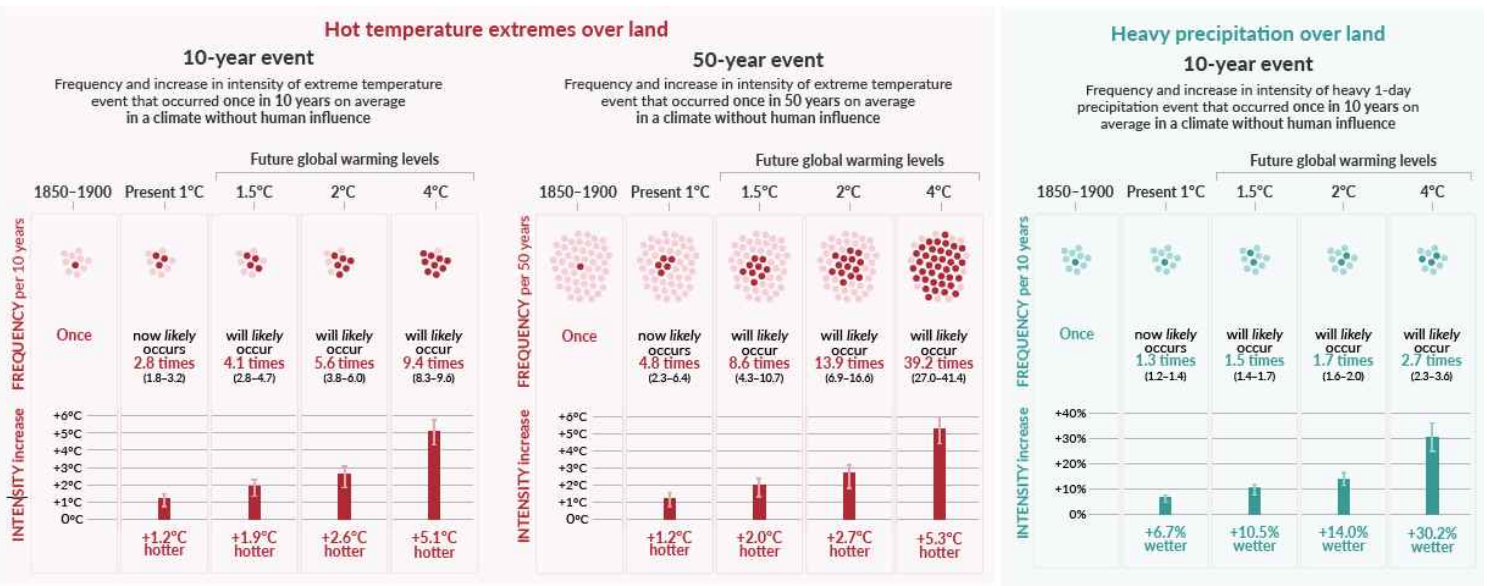 Hot temperature extremes over land
10-year event
Frequency and increase in intensity of extreme temperature
event that occurred once in 10 years on average
in a climate without human influence
Future global warming levels
1850–1900 Present 1°C 1.5°C 2°C 4°C
FREQUENCY per 10 years
Once
now likely
occurs
2.8 times
(1.8–3.2)
will likely
occur
4.1 times
(2.8–4.7)
will likely
occur
5.6 times
(3.8–6.0)
will likely
occur
9.4 times
(8.3–9.6)
INTENSITY increase
+6°C
+5°C
+4°C
+3°C
+2°C
+1°C
0°C
+1.2°C
hotter
+1.9°C
hotter
+2.6°C
hotter
+5.1°C
hotter
50-year event
Frequency and increase in intensity of extreme temperature
event that occurred once in 50 years on average
in a climate without human influence
Future global warming levels
1850–1900 Present 1°C 1.5°C 2°C 4°C
FREQUENCY per 50 years
Once
now likely
occurs
4.8 times
(2.3–6.4)
will likely
occur
8.6 times
(4.3–10.7)
will likely
occur
13.9 times
(6.9–16.6)
will likely
occur
39.2 times
(27.0–41.4)
INTENSITY increase
+6°C
+5°C
+4°C
+3°C
+2°C
+1°C
0°C
+1.2°C
hotter
+2.0°C
hotter
+2.7°C
hotter
+5.3°C
hotter
Heavy precipitation over land
10-year event
Frequency and increase in intensity of heavy 1-day
precipitation event that occurred once in 10 years on
average in a climate without human influence
Future global warming levels
1850–1900 Present 1°C 1.5°C 2°C 4°C
FREQUENCY per 10 years
Once
now likely
occurs
1.3 times
(1.2–1.4)
will likely
occur
1.5 times
(1.4–1.7)
will likely
occur
1.7 times
(1.6–2.0)
will likely
occur
2.7 times
(2.3–3.6)
INTENSITY increase
+40%
+30%
+20%
+10%
0%
+6.7%
wetter
+10.5%
wetter
+14.0%
wetter
+30.2%
wetter